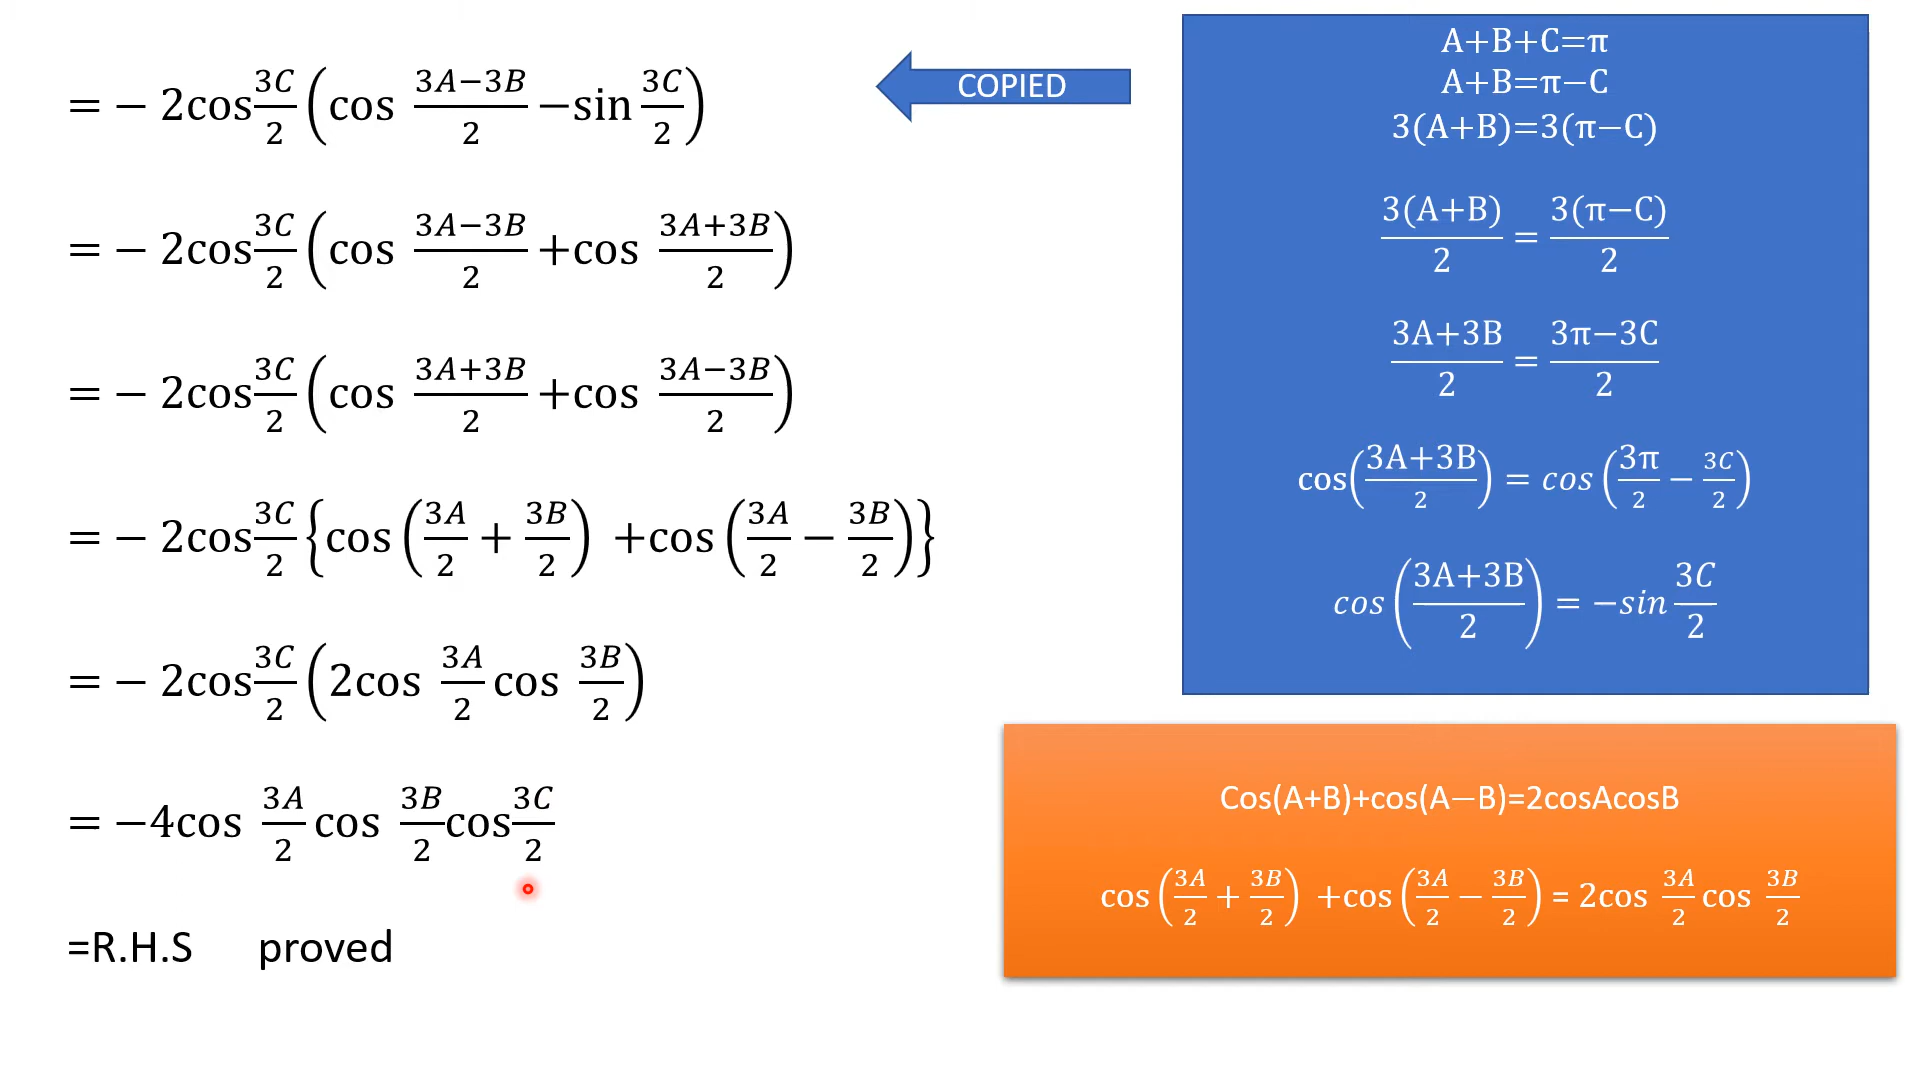 = − 2cos 3C/2 (cos (3A−3B)/2 −sin 3C/2)
COPIED
= − 2cos 3C/2 (cos (3A−3B)/2 +cos (3A+3B)/2)
= − 2cos 3C/2 (cos (3A+3B)/2 +cos (3A−3B)/2)
= − 2cos 3C/2 {cos (3A/2 + 3B/2) +cos (3A/2 − 3B/2)}
= − 2cos 3C/2 (2cos 3A/2 cos 3B/2)
= −4cos 3A/2 cos 3B/2 cos 3C/2
=R.H.S proved
A+B+C=π
A+B=π−C
3(A+B)=3(π−C)
3(A+B)/2 = 3(π−C)/2
(3A+3B)/2 = (3π−3C)/2
cos((3A+3B)/2) = cos (3π/2 − 3C/2)
cos ((3A+3B)/2) = −sin 3C/2
Cos(A+B)+cos(A−B)=2cosAcosB
cos (3A/2 + 3B/2) +cos (3A/2 − 3B/2) = 2cos 3A/2 cos 3B/2